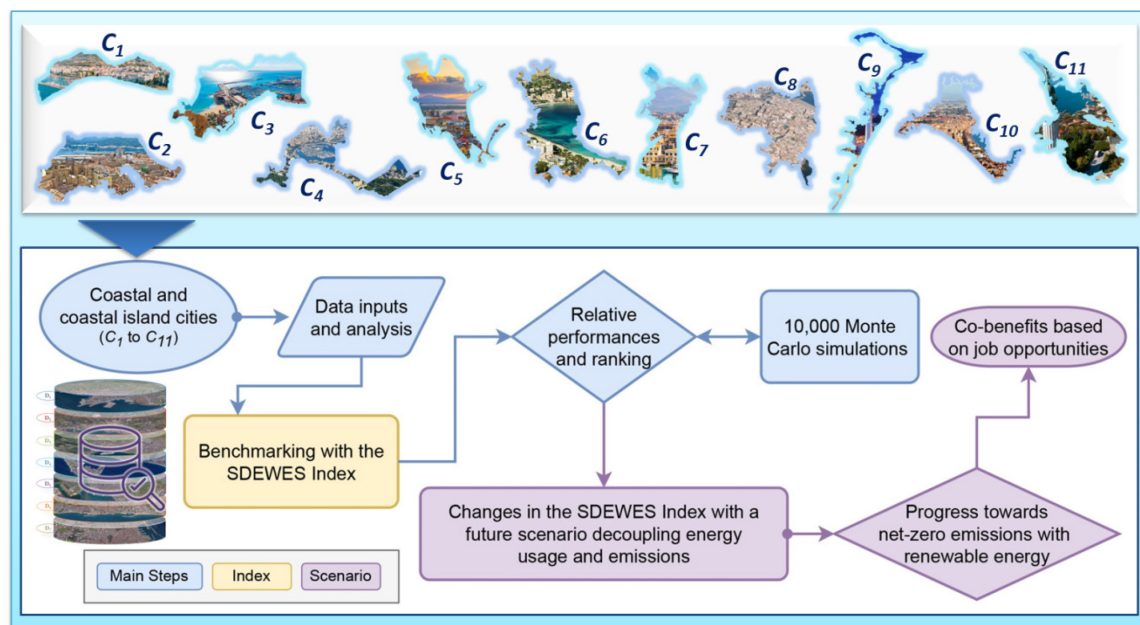 C1
C2
C3
C4
C5
C6
C7
C8
C9
C10
C11
Coastal and
coastal island cities
(C1 to C11)
Data inputs
and analysis
Relative
performances
and ranking
10,000 Monte
Carlo simulations
Co-benefits based
on job opportunities
Benchmarking with the
SDEWES Index
Changes in the SDEWES Index with a
future scenario decoupling energy
usage and emissions
Progress towards
net-zero emissions with
renewable energy
Main Steps
Index
Scenario